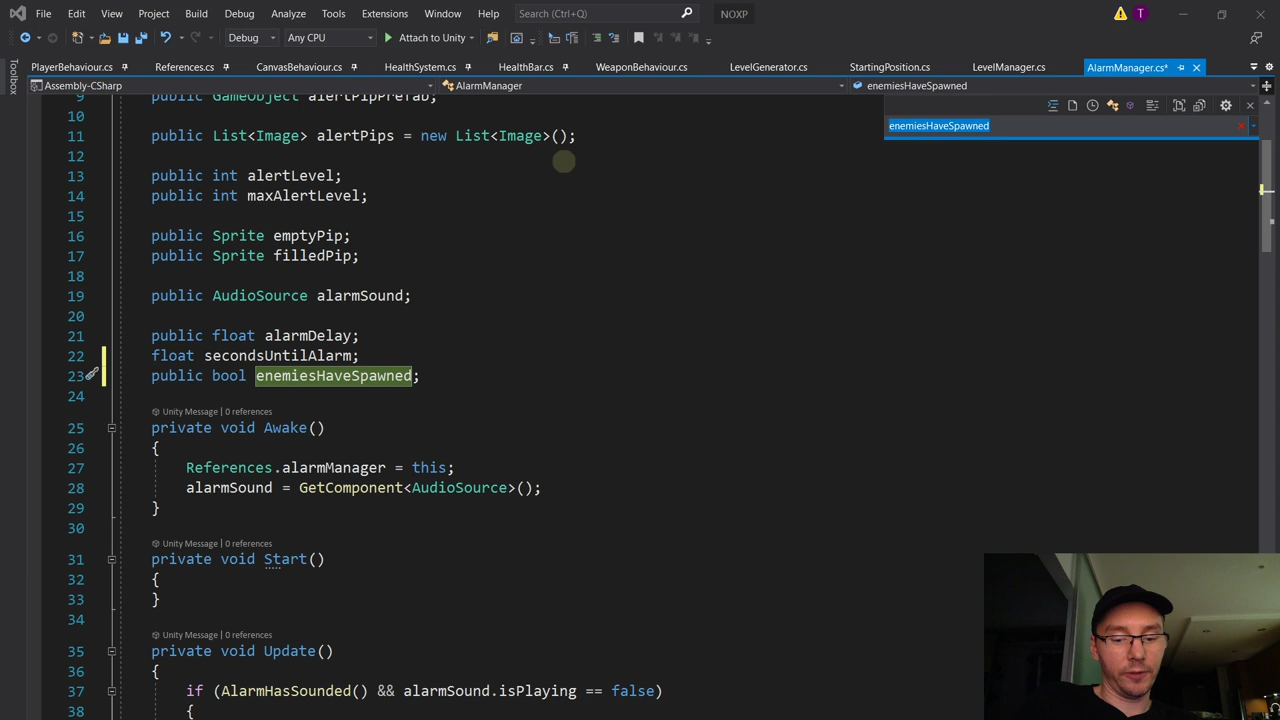 File Edit View Project Build Debug Analyze Tools Extensions Window Help Search (Ctrl+Q) NOXP T
Debug Any CPU Attach to Unity
Toolbox
PlayerBehaviour.cs References.cs CanvasBehaviour.cs HealthSystem.cs HealthBar.cs WeaponBehaviour.cs LevelGenerator.cs StartingPosition.cs LevelManager.cs AlarmManager.cs*
Assembly-CSharp AlarmManager enemiesHaveSpawned
enemiesHaveSpawned
9 public GameObject alertPipPrefab;
10
11 public List<Image> alertPips = new List<Image>();
12
13 public int alertLevel;
14 public int maxAlertLevel;
15
16 public Sprite emptyPip;
17 public Sprite filledPip;
18
19 public AudioSource alarmSound;
20
21 public float alarmDelay;
22 float secondsUntilAlarm;
23 public bool enemiesHaveSpawned;
24
Unity Message | 0 references
25 private void Awake()
26 {
27 References.alarmManager = this;
28 alarmSound = GetComponent<AudioSource>();
29 }
30
Unity Message | 0 references
31 private void Start()
32 {
33 }
34
Unity Message | 0 references
35 private void Update()
36 {
37 if (AlarmHasSounded() && alarmSound.isPlaying == false)
38 {